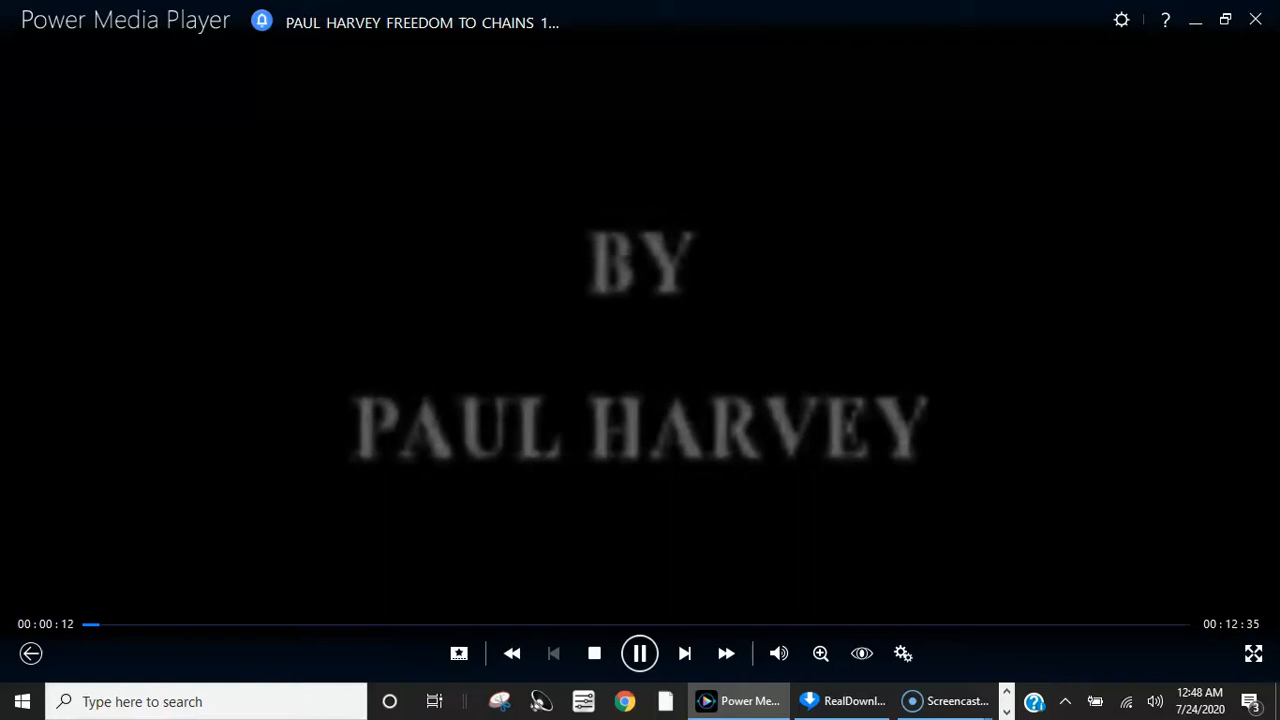 Power Media Player
PAUL HARVEY FREEDOM TO CHAINS 1...
?
BY
PAUL HARVEY
00:00:12
00:12:35
Type here to search
Power Me...
RealDownl...
Screencast...
?
12:48 AM
7/24/2020
3